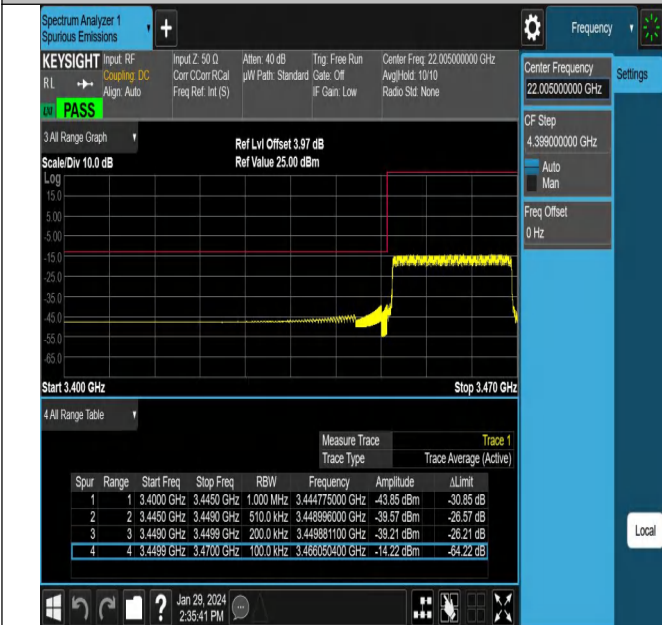 Spectrum Analyzer 1
Spurious Emissions
+
Frequency
KEYSIGHT
RL
Input: RF
Coupling: DC
Align: Auto
Input Z: 50 Ω
Corr CCorr RCal
Freq Ref: Int (S)
Atten: 40 dB
µW Path: Standard
Trig: Free Run
Gate: Off
IF Gain: Low
Center Freq: 22.005000000 GHz
Avg|Hold: 10/10
Radio Std: None
PASS
Center Frequency
22.005000000 GHz
Settings
CF Step
4.399000000 GHz
Auto
Man
Freq Offset
0 Hz
3 All Range Graph
Scale/Div 10.0 dB
Ref Lvl Offset 3.97 dB
Ref Value 25.00 dBm
Log
15.0
5.00
-5.00
-15.0
-25.0
-35.0
-45.0
-55.0
-65.0
Start 3.400 GHz
Stop 3.470 GHz
4 All Range Table
Measure Trace Trace 1
Trace Type Trace Average (Active)
Spur Range Start Freq Stop Freq RBW Frequency Amplitude ΔLimit
1 1 3.4000 GHz 3.4450 GHz 1.000 MHz 3.444775000 GHz -43.85 dBm -30.85 dB
2 2 3.4450 GHz 3.4490 GHz 510.0 kHz 3.448996000 GHz -39.57 dBm -26.57 dB
3 3 3.4490 GHz 3.4499 GHz 200.0 kHz 3.449881100 GHz -39.21 dBm -26.21 dB
4 4 3.4499 GHz 3.4700 GHz 100.0 kHz 3.466050400 GHz -14.22 dBm -64.22 dB
Local
?
Jan 29, 2024
2:35:41 PM